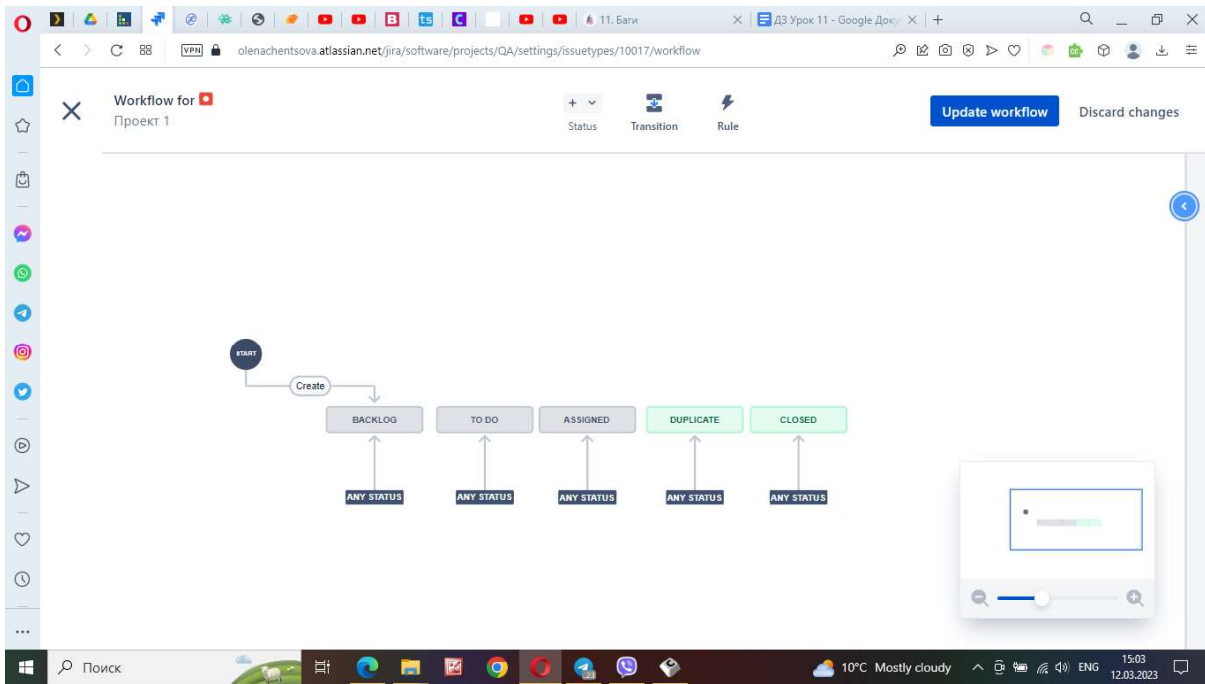 11. Баги
ДЗ Урок 11 - Google Доку
VPN
olenachentsova.atlassian.net/jira/software/projects/QA/settings/issuetypes/10017/workflow
Workflow for
Проект 1
Status
Transition
Rule
Update workflow
Discard changes
START
Create
BACKLOG
TO DO
ASSIGNED
DUPLICATE
CLOSED
ANY STATUS
ANY STATUS
ANY STATUS
ANY STATUS
ANY STATUS
Поиск
10°C Mostly cloudy
ENG
15:03
12.03.2023